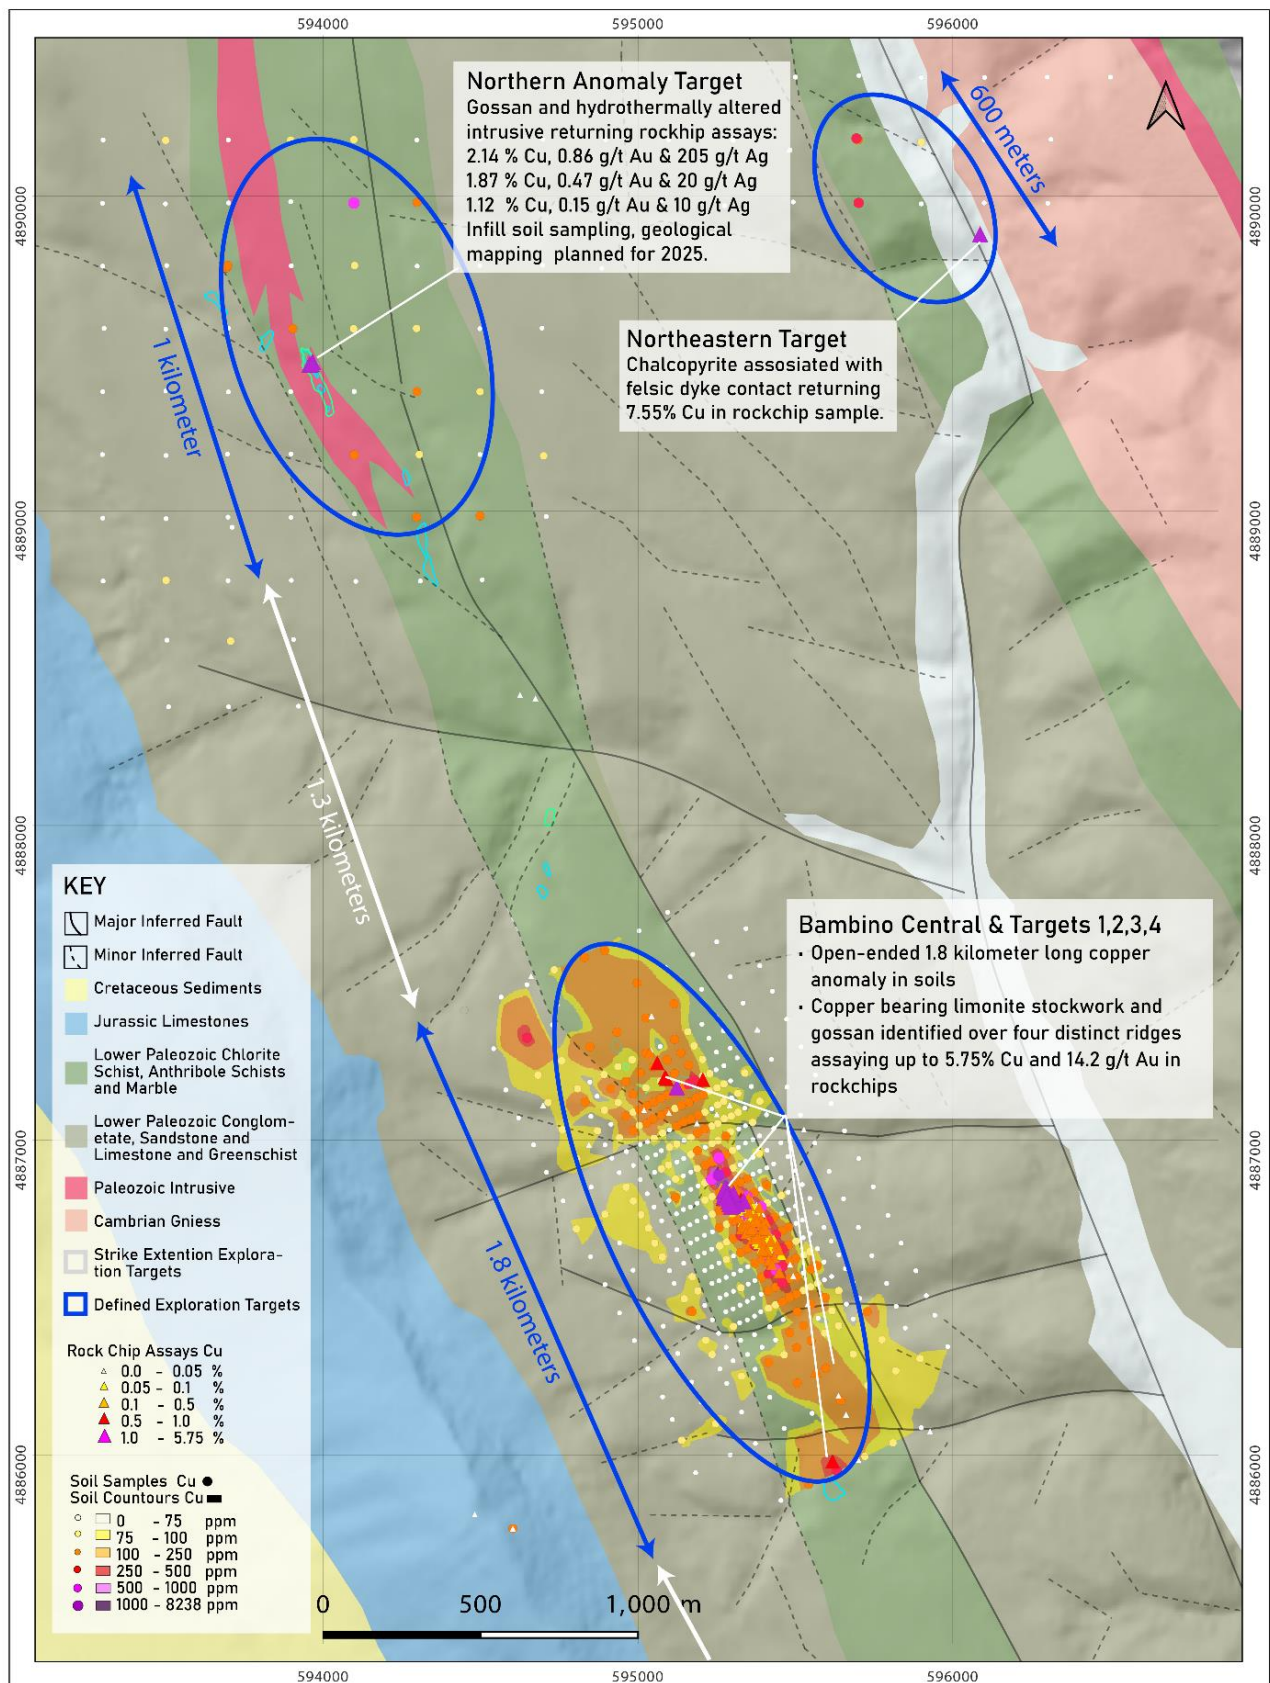 594000
595000
596000
4890000
4889000
4888000
4887000
4886000
4890000
4889000
4888000
4887000
4886000
Northern Anomaly Target
Gossan and hydrothermally altered
intrusive returning rockhip assays:
2.14 % Cu, 0.86 g/t Au & 205 g/t Ag
1.87 % Cu, 0.47 g/t Au & 20 g/t Ag
1.12 % Cu, 0.15 g/t Au & 10 g/t Ag
Infill soil sampling, geological
mapping planned for 2025.
600 meters
Northeastern Target
Chalcopyrite assosiated with
felsic dyke contact returning
7.55% Cu in rockchip sample.
1 kilometer
1.3 kilometers
1.8 kilometers
Bambino Central & Targets 1,2,3,4
· Open-ended 1.8 kilometer long copper
anomaly in soils
· Copper bearing limonite stockwork and
gossan identified over four distinct ridges
assaying up to 5.75% Cu and 14.2 g/t Au in
rockchips
KEY
Major Inferred Fault
Minor Inferred Fault
Cretaceous Sediments
Jurassic Limestones
Lower Paleozoic Chlorite
Schist, Anthribole Schists
and Marble
Lower Paleozoic Conglom-
etate, Sandstone and
Limestone and Greenschist
Paleozoic Intrusive
Cambrian Gniess
Strike Extention Explora-
tion Targets
Defined Exploration Targets
Rock Chip Assays Cu
0.0 - 0.05 %
0.05 - 0.1 %
0.1 - 0.5 %
0.5 - 1.0 %
1.0 - 5.75 %
Soil Samples Cu
Soil Countours Cu
0 - 75 ppm
75 - 100 ppm
100 - 250 ppm
250 - 500 ppm
500 - 1000 ppm
1000 - 8238 ppm
0 500 1,000 m
594000
595000
596000